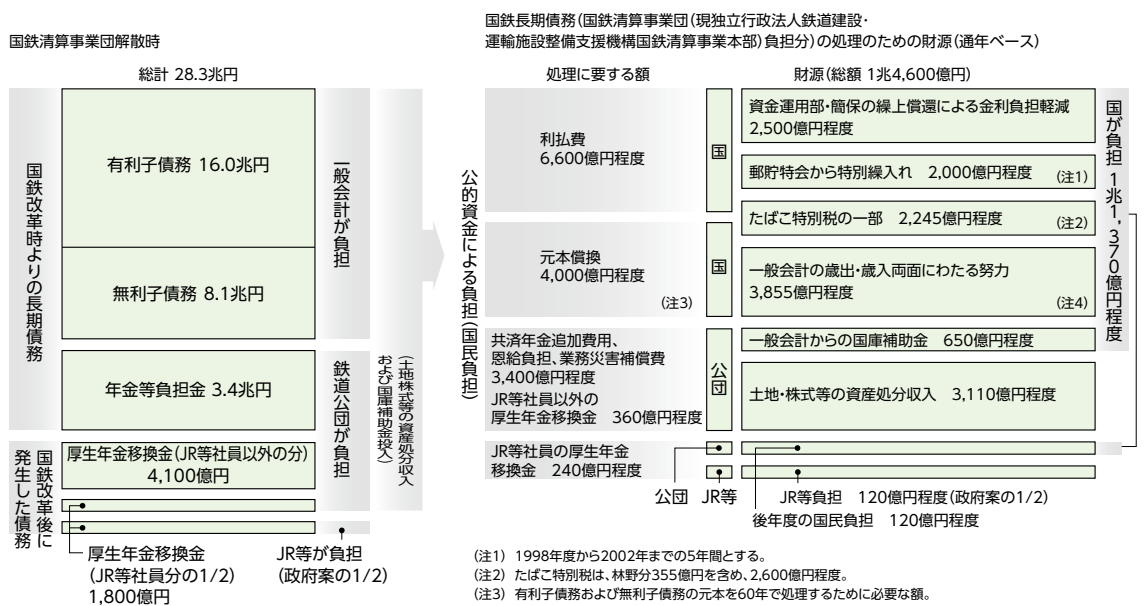 国鉄清算事業団解散時
総計 28.3兆円
国鉄改革時よりの長期債務
有利子債務 16.0兆円
無利子債務 8.1兆円
一般会計が負担
年金等負担金 3.4兆円
鉄道公団が負担
(土地株式等の資産処分収入
および国庫補助金投入)
国鉄改革後に
発生した債務
厚生年金移換金(JR等社員以外の分)
4,100億円
厚生年金移換金
(JR等社員分の1/2)
1,800億円
JR等が負担
(政府案の1/2)
国鉄長期債務(国鉄清算事業団(現独立行政法人鉄道建設・
運輸施設整備支援機構国鉄清算事業本部)負担分)の処理のための財源(通年ベース)
処理に要する額
財源(総額 1兆4,600億円)
公的資金による負担(国民負担)
利払費
6,600億円程度
国
資金運用部・簡保の繰上償還による金利負担軽減
2,500億円程度
郵貯特会から特別繰入れ 2,000億円程度 (注1)
たばこ特別税の一部 2,245億円程度 (注2)
元本償換
4,000億円程度
(注3)
国
一般会計の歳出・歳入両面にわたる努力
3,855億円程度
(注4)
国が負担 1兆1,370億円程度
共済年金追加費用、
恩給負担、業務災害補償費
3,400億円程度
JR等社員以外の
厚生年金移換金 360億円程度
公団
一般会計からの国庫補助金 650億円程度
土地・株式等の資産処分収入 3,110億円程度
JR等社員の厚生年金
移換金 240億円程度
公団 JR等
JR等負担 120億円程度(政府案の1/2)
後年度の国民負担 120億円程度
(注1) 1998年度から2002年までの5年間とする。
(注2) たばこ特別税は、林野分355億円を含め、2,600億円程度。
(注3) 有利子債務および無利子債務の元本を60年で処理するために必要な額。